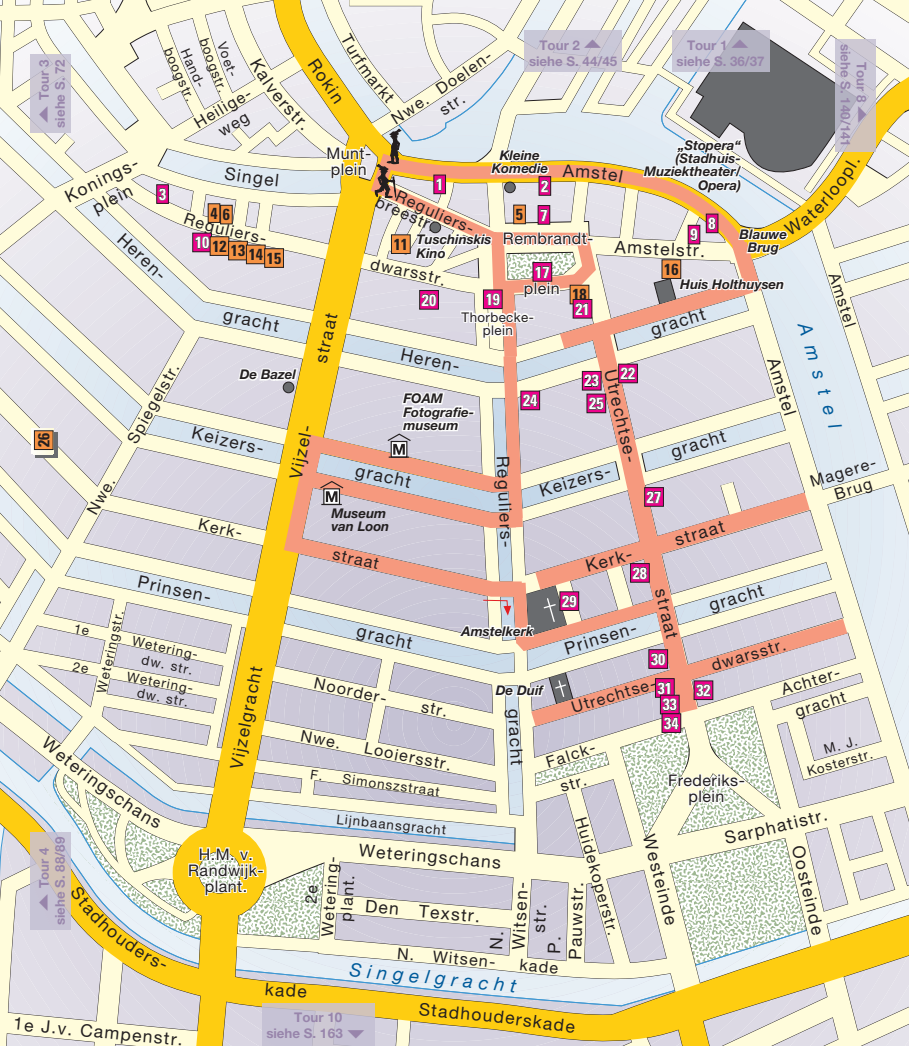 Tour 3
siehe S. 72
Hand-
boogstr.
Voet-
boogstr.
Kalverstr.
Heilige-
weg
Rokin
Turfmarkt
Nwe. Doelen-
str.
Tour 2
siehe S. 44/45
Tour 1
siehe S. 36/37
Tour 8
siehe S. 140/141
„Stopera“
(Stadhuis-
Muziektheater/
Opera)
Waterloopl.
Munt-
plein
Kleine
Komedie
Amstel
Singel
Konings-
plein
3
1
2
4
6
5
7
8
9
Blauwe
Brug
Reguliers-
breestr.
Reguliers-
dwarsstr.
10
12
13
14
15
11
Tuschinskis
Kino
Rembrandt-
plein
Amstelstr.
16
17
18
Huis Holthuysen
Heren-
gracht
20
19
21
Thorbecke-
plein
gracht
Amstel
Amstel
Amstel
straat
Heren-
De Bazel
FOAM
Fotografie-
museum
24
23
22
25
Utrechtse-
Spiegelstr.
Nwe.
26
Keizers-
Vijzel-
M
gracht
M
Museum
van Loon
Reguliers-
Keizers-
gracht
Magere-
Brug
27
Kerk-
straat
Kerk-
straat
28
29
Prinsen-
gracht
Amstelkerk
Prinsen-
gracht
straat
1e
2e
Weteringstr.
Wetering-
dw. str.
Wetering-
dw. str.
30
31
32
33
34
Utrechtse-
dwarsstr.
De Duif
Noorder-
str.
gracht
Achter-
gracht
M. J.
Kosterstr.
Vijzelgracht
Nwe.
Looiersstr.
F.
Simonszstraat
Falck-
str.
Frederiks-
plein
Weteringschans
Lijnbaansgracht
Sarphatistr.
H.M. v.
Randwijk-
plant.
Weteringschans
2e
Wetering-
plant.
Den Texstr.
N.
Witsen-
str.
P.
Pauwstr.
Huidekoperstr.
Westeinde
Oosteinde
Tour 4
siehe S. 88/89
Stadhouders-
kade
N. Witsen-
kade
Singelgracht
Stadhouderskade
Tour 10
siehe S. 163
1e J.v. Campenstr.